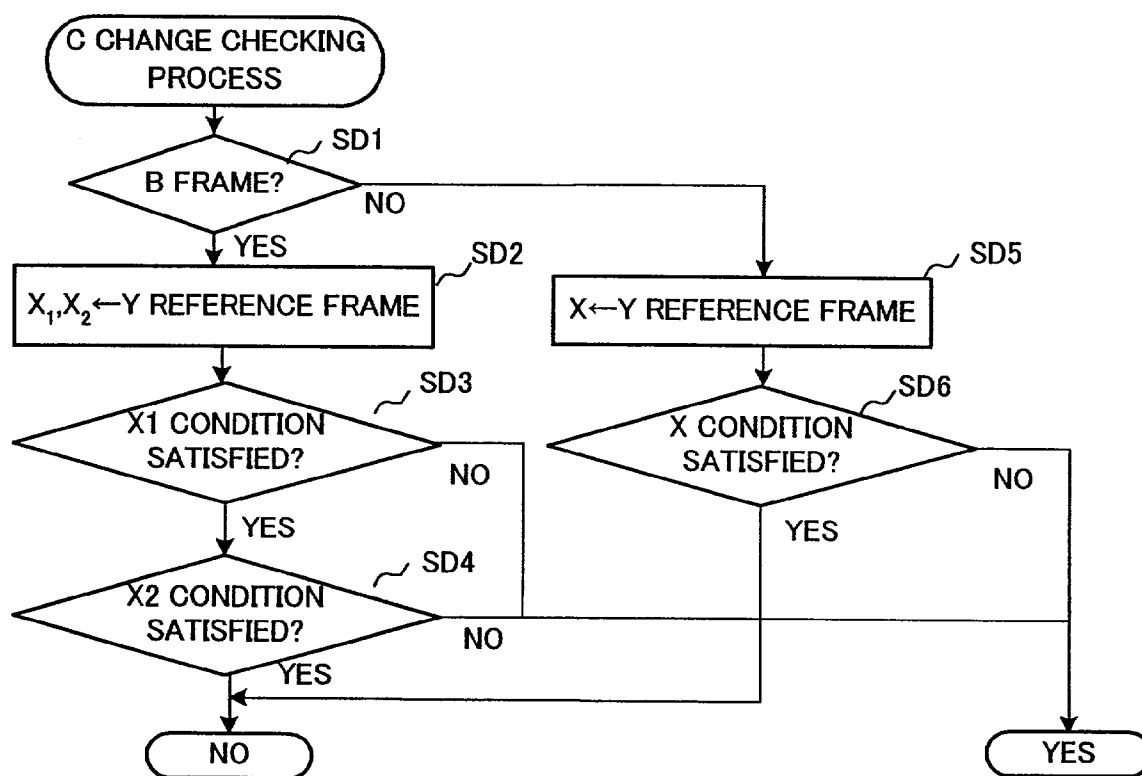 C CHANGE CHECKING
PROCESS
SD1
B FRAME?
NO
YES
SD2
X₁,X₂←Y REFERENCE FRAME
SD5
X←Y REFERENCE FRAME
SD3
X1 CONDITION
SATISFIED?
NO
YES
SD6
X CONDITION
SATISFIED?
NO
YES
SD4
X2 CONDITION
SATISFIED?
NO
YES
NO
YES